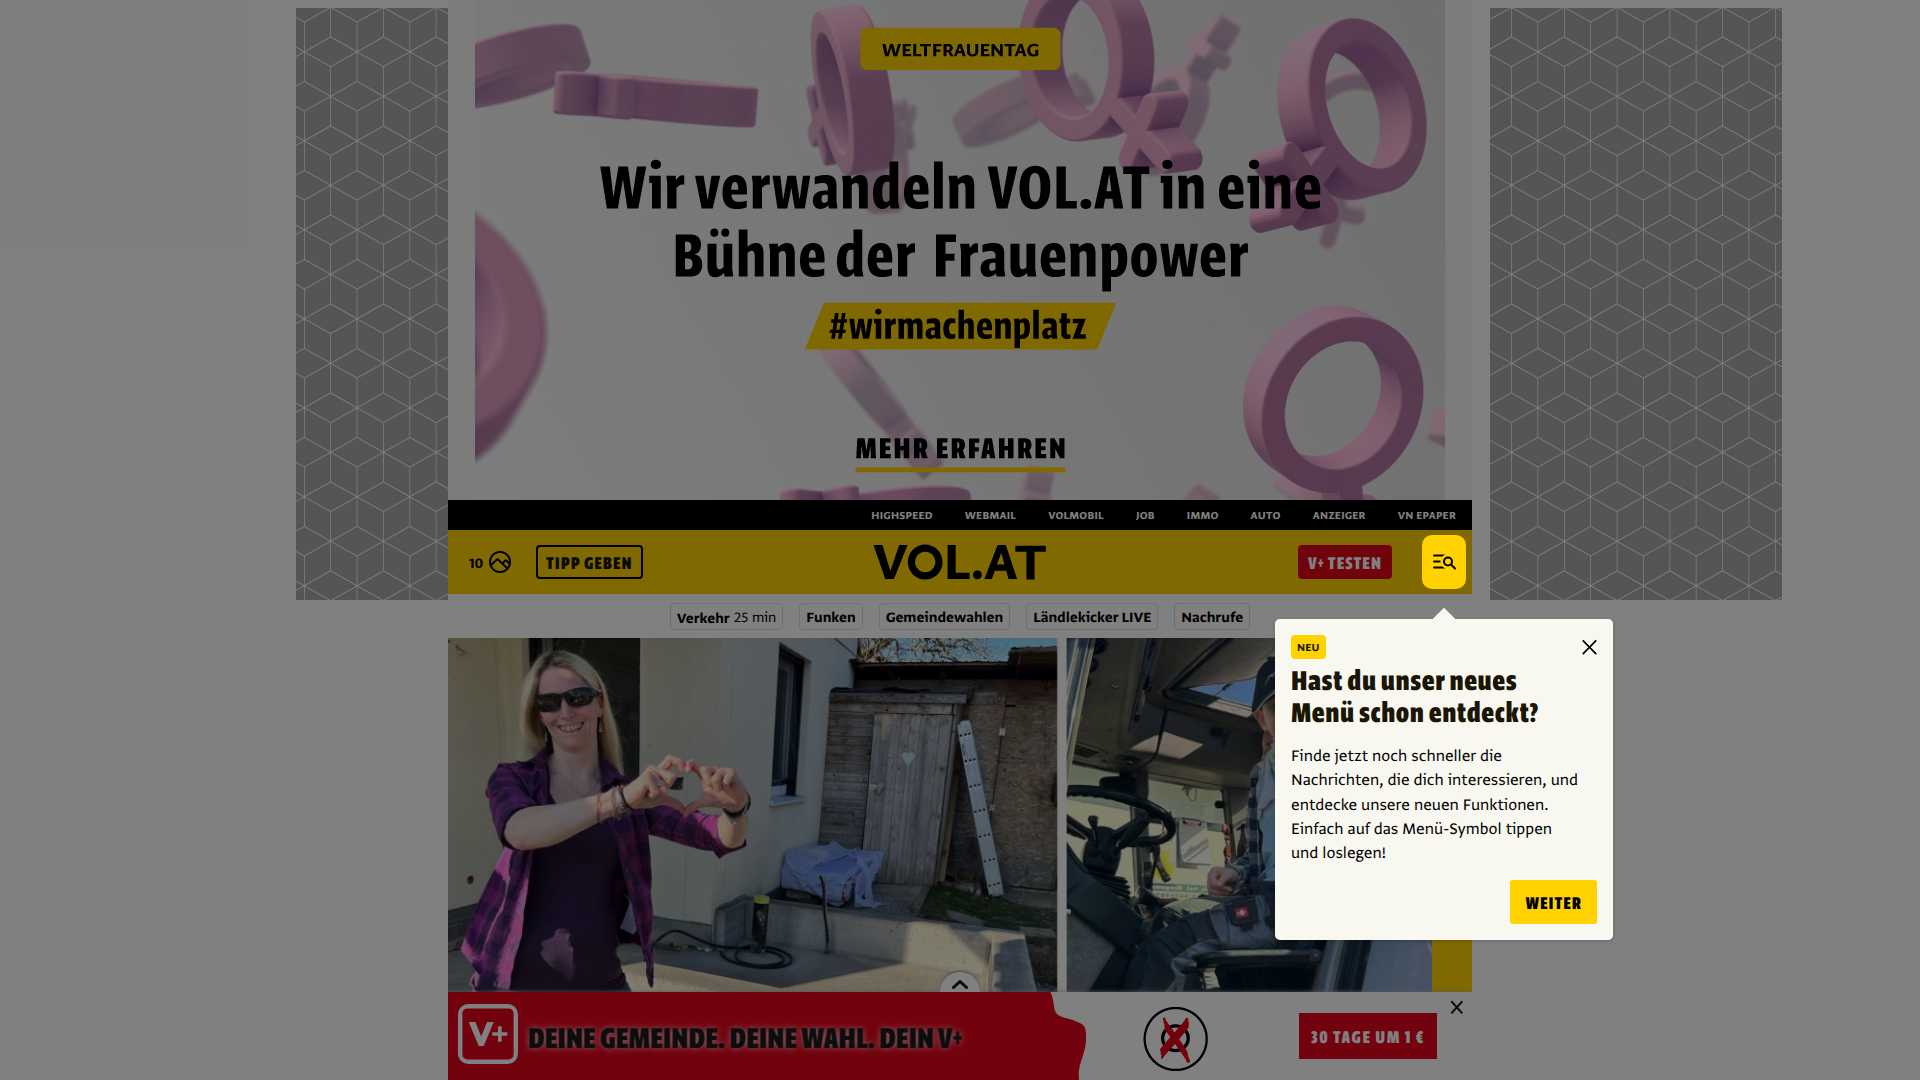 WELTFRAUENTAG
Wir verwandeln VOL.AT in eine
Bühne der Frauenpower
#wirmachenplatz
MEHR ERFAHREN
HIGHSPEED WEBMAIL VOLMOBIL JOB IMMO AUTO ANZEIGER VN EPAPER
10 TIPP GEBEN VOL.AT V+ TESTEN
Verkehr 25 min Funken Gemeindewahlen Ländlekicker LIVE Nachrufe
NEU
Hast du unser neues
Menü schon entdeckt?
Finde jetzt noch schneller die
Nachrichten, die dich interessieren, und
entdecke unsere neuen Funktionen.
Einfach auf das Menü-Symbol tippen
und loslegen!
WEITER
V+ DEINE GEMEINDE. DEINE WAHL. DEIN V+ 30 TAGE UM 1 €